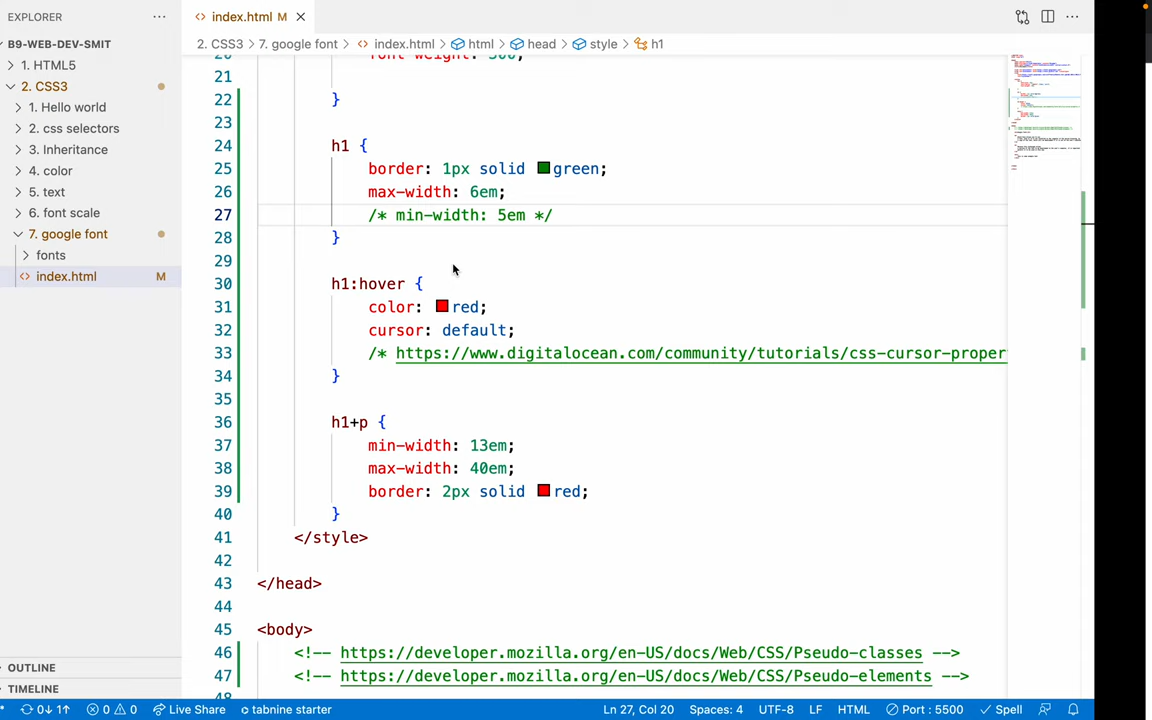 EXPLORER
index.html M
B9-WEB-DEV-SMIT
1. HTML5
2. CSS3
1. Hello world
2. css selectors
3. Inheritance
4. color
5. text
6. font scale
7. google font
fonts
index.html M
OUTLINE
TIMELINE
2. CSS3 > 7. google font > index.html > html > head > style > h1
20 font-weight: 300;
21
22 }
23
24 h1 {
25 border: 1px solid green;
26 max-width: 6em;
27 /* min-width: 5em */
28 }
29
30 h1:hover {
31 color: red;
32 cursor: default;
33 /* https://www.digitalocean.com/community/tutorials/css-cursor-proper
34 }
35
36 h1+p {
37 min-width: 13em;
38 max-width: 40em;
39 border: 2px solid red;
40 }
41 </style>
42
43 </head>
44
45 <body>
46 <!-- https://developer.mozilla.org/en-US/docs/Web/CSS/Pseudo-classes -->
47 <!-- https://developer.mozilla.org/en-US/docs/Web/CSS/Pseudo-elements -->
48
0↓ 1↑ 0 0 Live Share tabnine starter Ln 27, Col 20 Spaces: 4 UTF-8 LF HTML Port : 5500 Spell